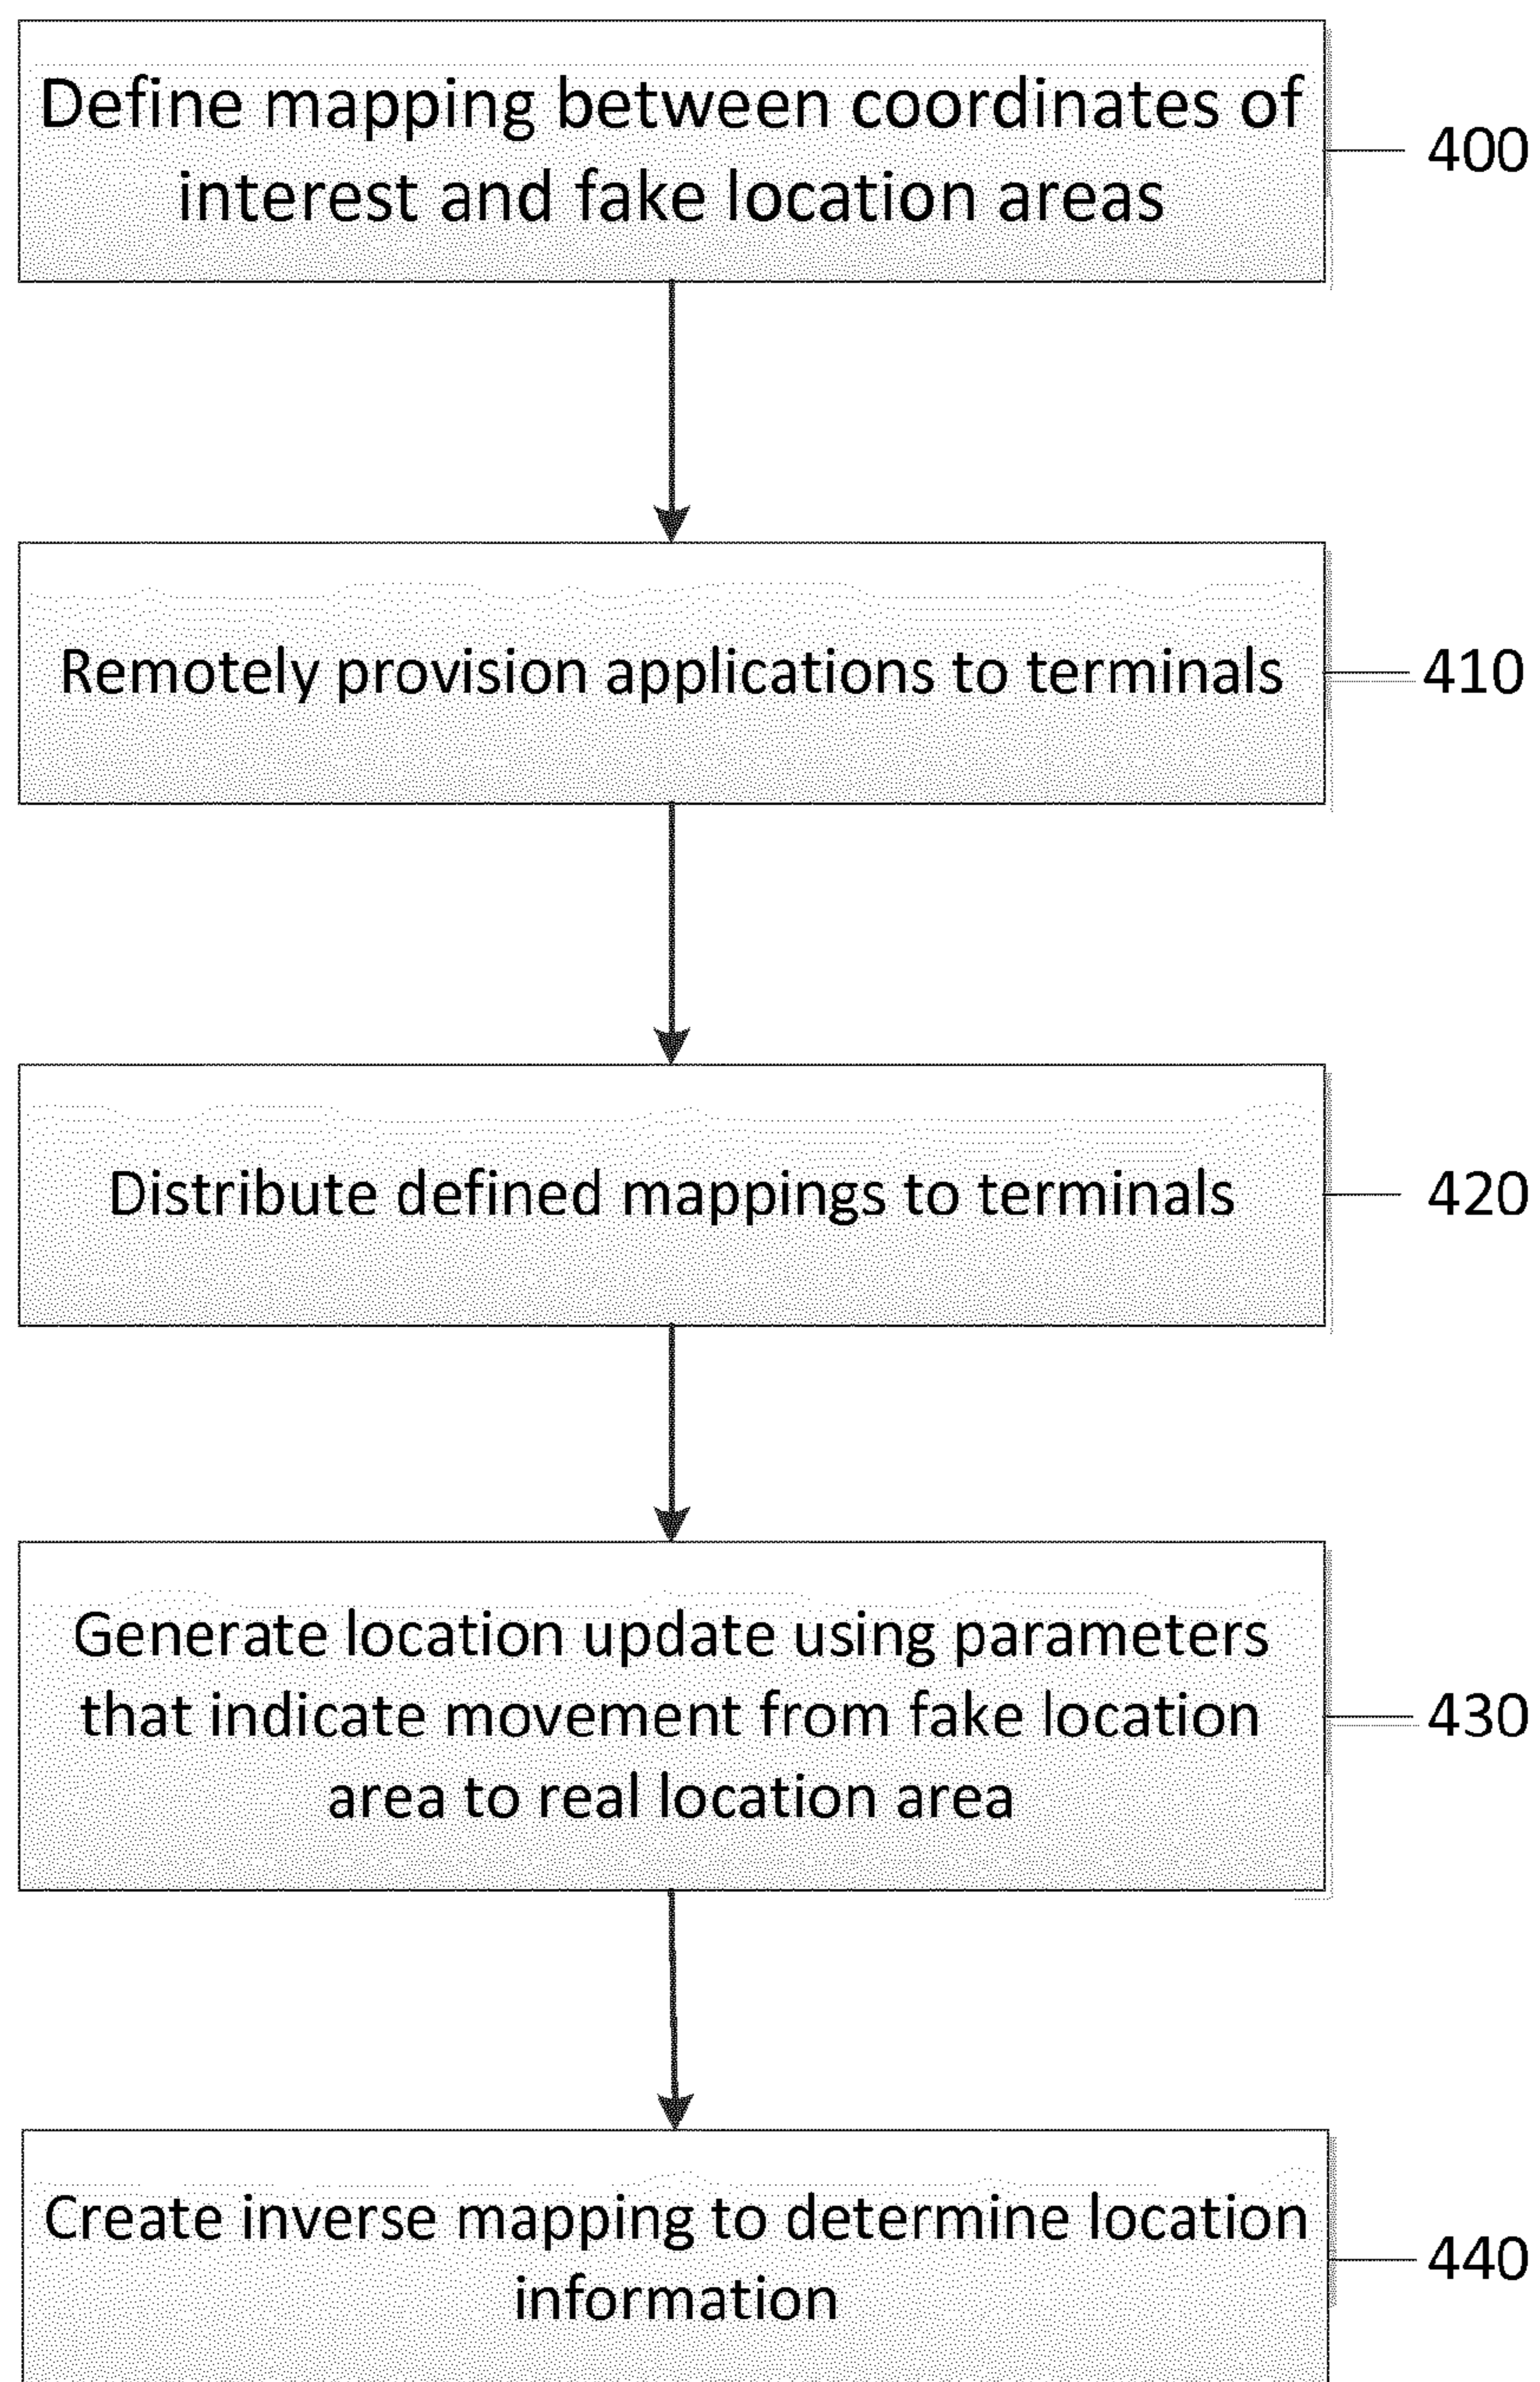 Define mapping between coordinates of
interest and fake location areas
400
Remotely provision applications to terminals
410
Distribute defined mappings to terminals
420
Generate location update using parameters
that indicate movement from fake location
area to real location area
430
Create inverse mapping to determine location
information
440